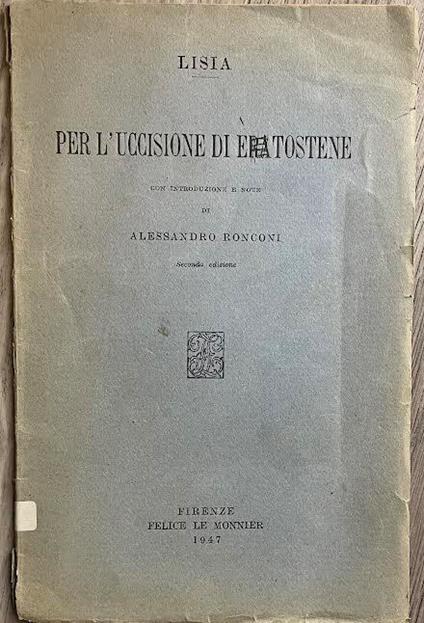 LISIA
PER L'UCCISIONE DI ERATOSTENE
CON INTRODUZIONE E NOTE
DI
ALESSANDRO RONCONI
Seconda edizione
FIRENZE
FELICE LE MONNIER
1947